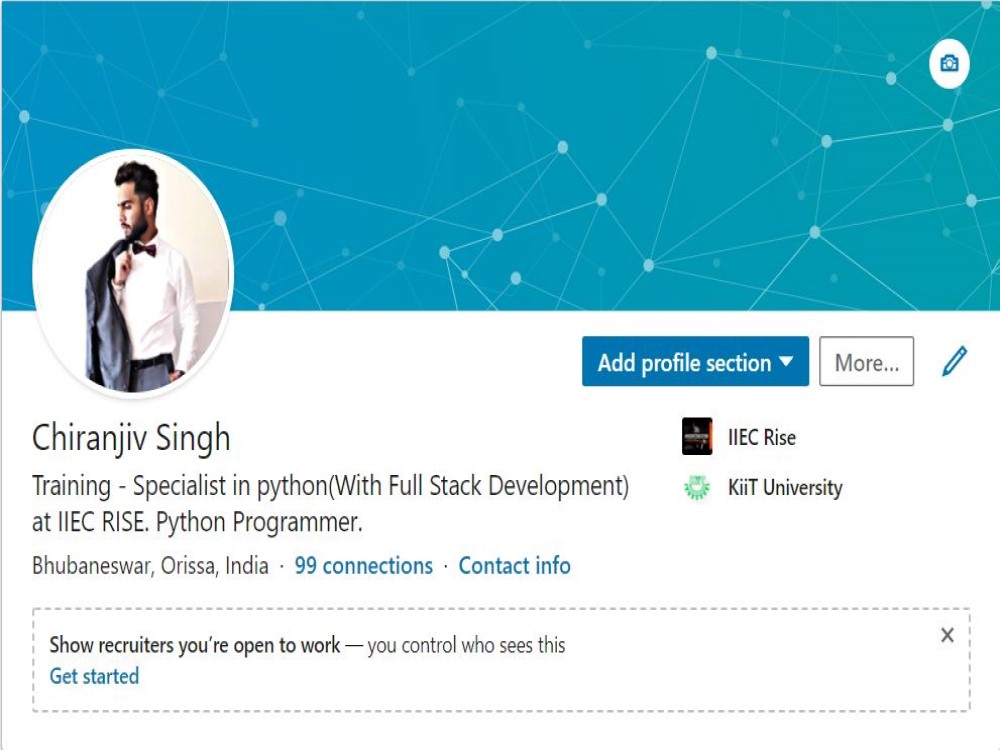 Add profile section
More...
Chiranjiv Singh
IIEC Rise
Training - Specialist in python(With Full Stack Development)
at IIEC RISE. Python Programmer.
KiiT University
Bhubaneswar, Orissa, India · 99 connections · Contact info
Show recruiters you're open to work — you control who sees this
Get started